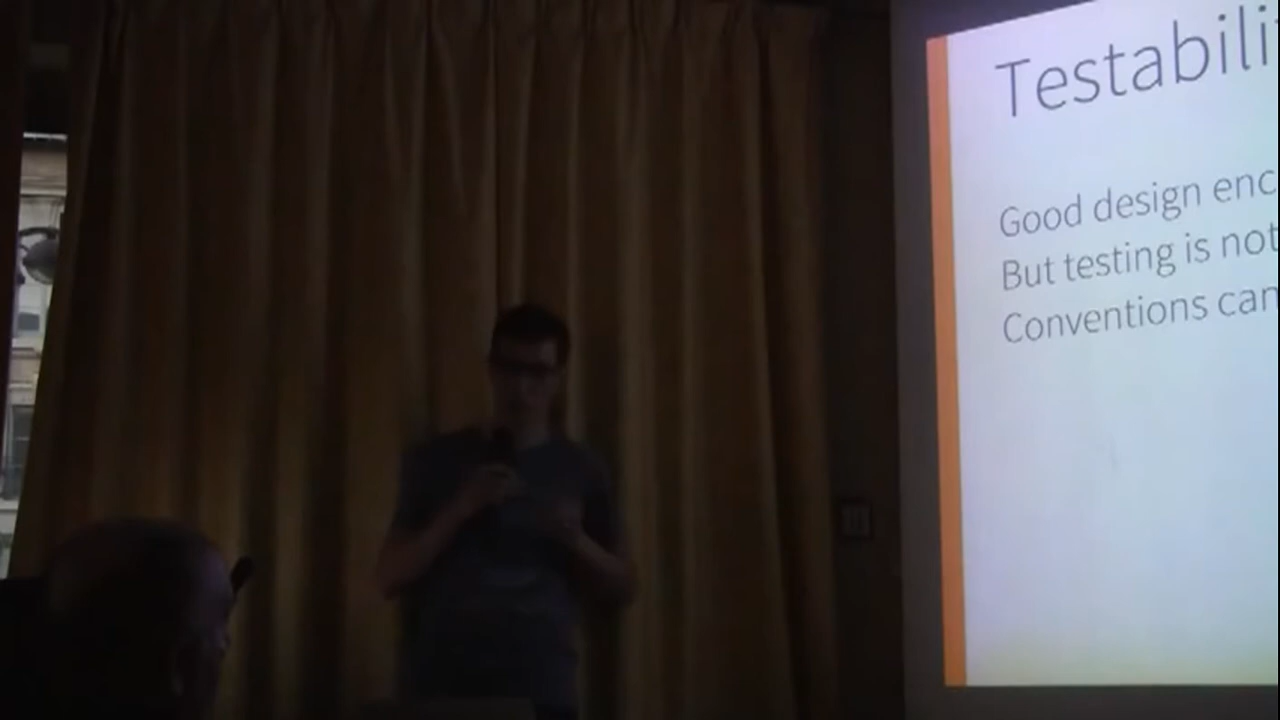 Testabili
Good design enc
But testing is not
Conventions can